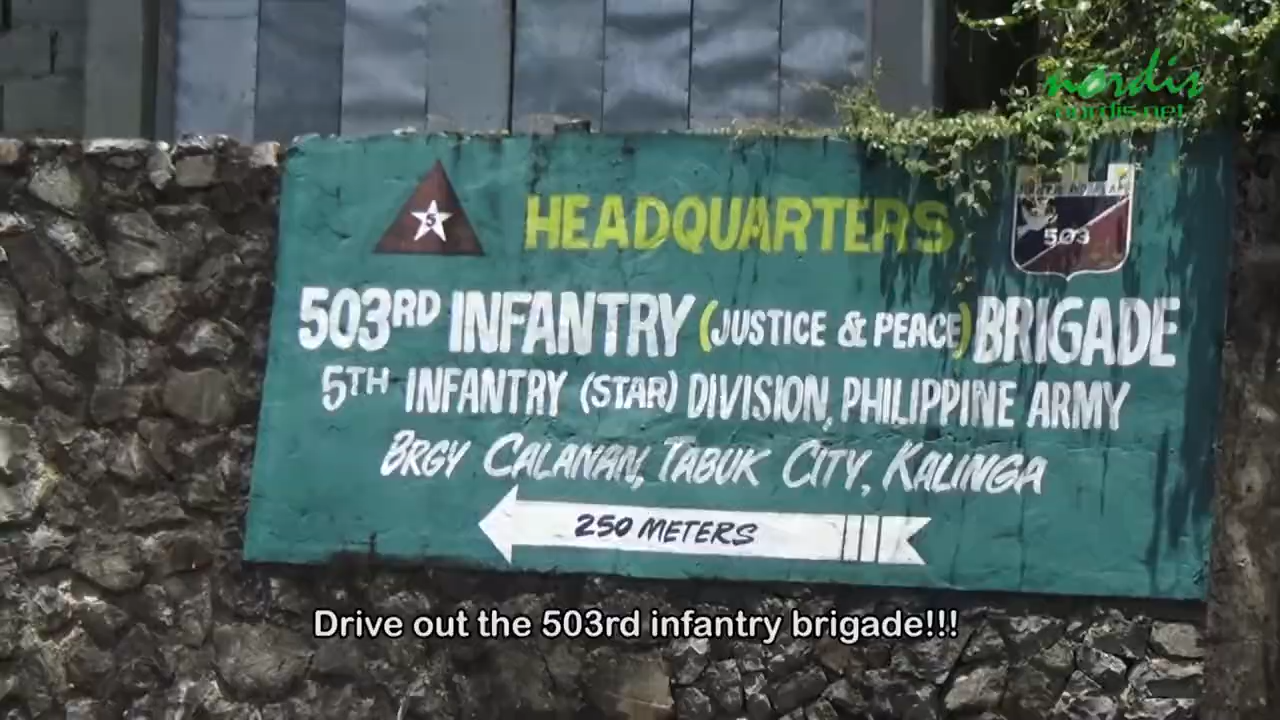 nordis
nordis.net
5
HEADQUARTERS
503
503RD INFANTRY (JUSTICE & PEACE) BRIGADE
5TH INFANTRY (STAR) DIVISION, PHILIPPINE ARMY
BRGY CALANAN, TABUK CITY, KALINGA
250 METERS
Drive out the 503rd infantry brigade!!!